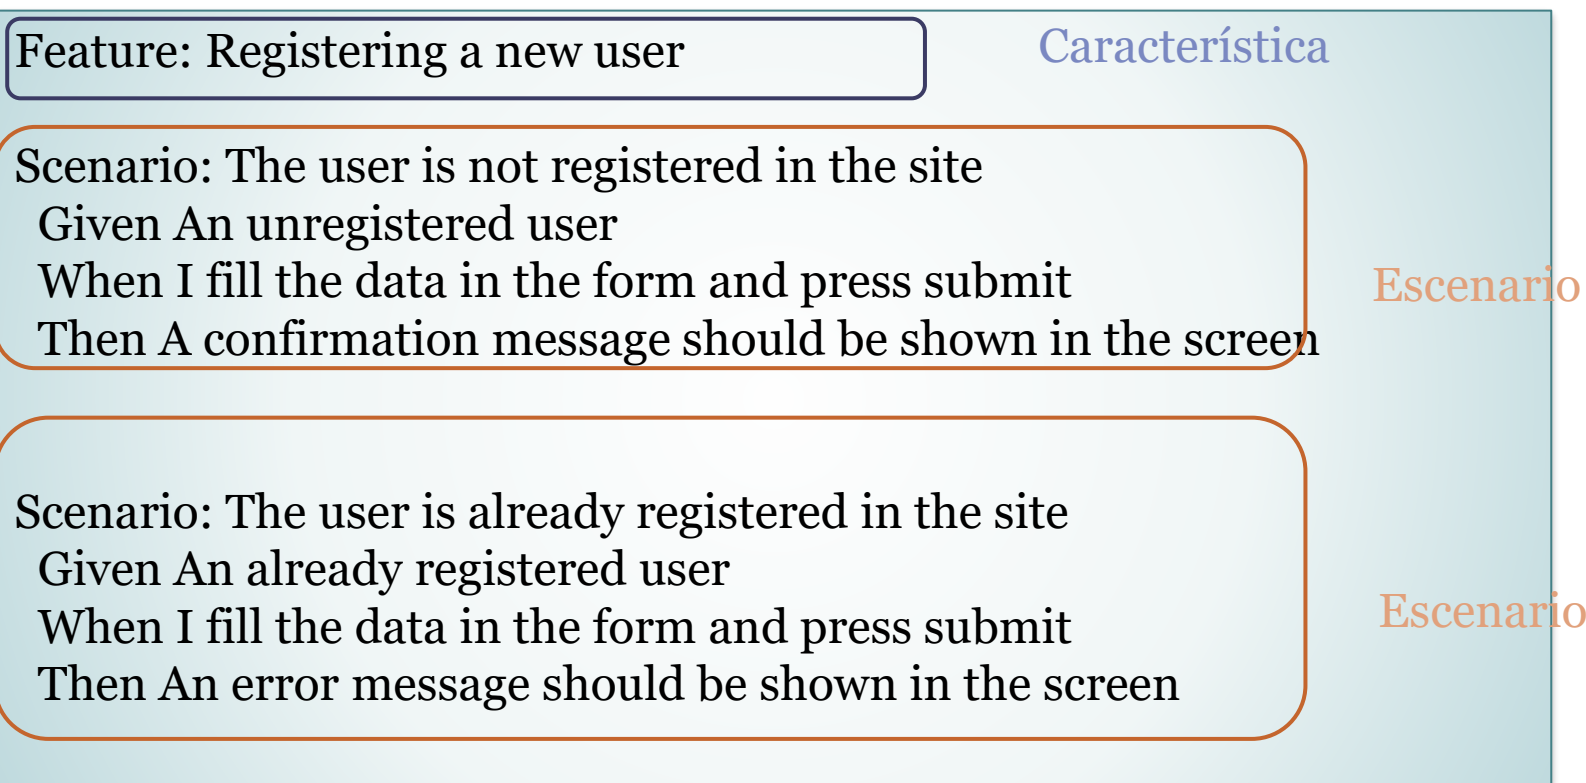 Feature: Registering a new user
Característica
Scenario: The user is not registered in the site
Given An unregistered user
When I fill the data in the form and press submit
Then A confirmation message should be shown in the screen
Escenario
Scenario: The user is already registered in the site
Given An already registered user
When I fill the data in the form and press submit
Then An error message should be shown in the screen
Escenario